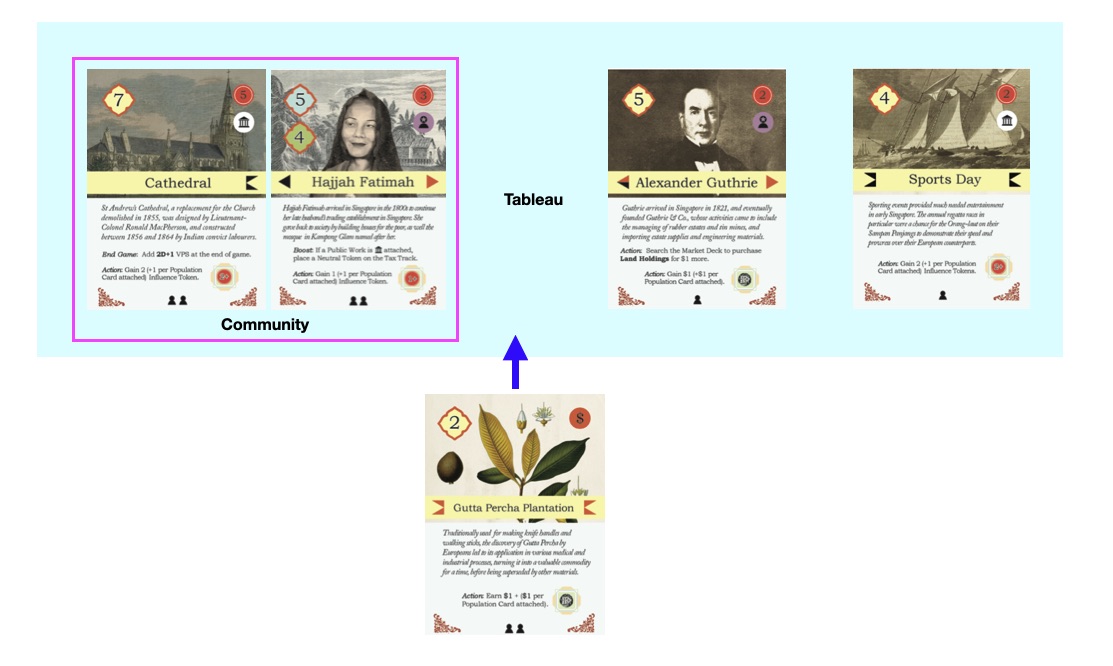 7
5
Cathedral
St Andrew's Cathedral, a replacement for the Church
demolished in 1855, was designed by Lieutenant-
Colonel Ronald MacPherson, and constructed
between 1856 and 1864 by Indian convict labourers.
End Game: Add 2D+1 VPS at the end of game.
Action: Gain 2 (+1 per Population
Card attached) Influence Token.
5
4
3
Hajjah Fatimah
Hajjah Fatimah arrived in Singapore in the 1800s to continue
her late husband's trading establishment in Singapore. She
gave back to society by building houses for the poor, as well the
mosque in Kampong Glam named after her.
Boost: If a Public Work is attached,
place a Neutral Token on the Tax Track.
Action: Gain 1 (+1 per Population
Card attached) Influence Token.
Community
Tableau
5
2
Alexander Guthrie
Guthrie arrived in Singapore in 1821, and eventually
founded Guthrie & Co, whose activities came to include
the managing of rubber estates and tin mines, and
importing estate supplies and engineering materials.
Action: Search the Market Deck to purchase
Land Holdings for $1 more.
Action: Gain $1 (+$1 per
Population Card attached).
4
2
Sports Day
Sporting events provided much needed entertainment
in early Singapore. The annual regatta races in
particular were a chance for the Orang-laut on their
Sampan Panjangs to demonstrate their speed and
prowess over their European counterparts.
Action: Gain 2 (+1 per Population
Card attached) Influence Tokens.
2
$
Gutta Percha Plantation
Traditionally used for making knife handles and
walking sticks, the discovery of Gutta Percha by
Europeans led to its application in various medical and
industrial processes, turning it into a valuable commodity
for a time, before being superseded by other materials.
Action: Earn $1 + ($1 per
Population Card attached).